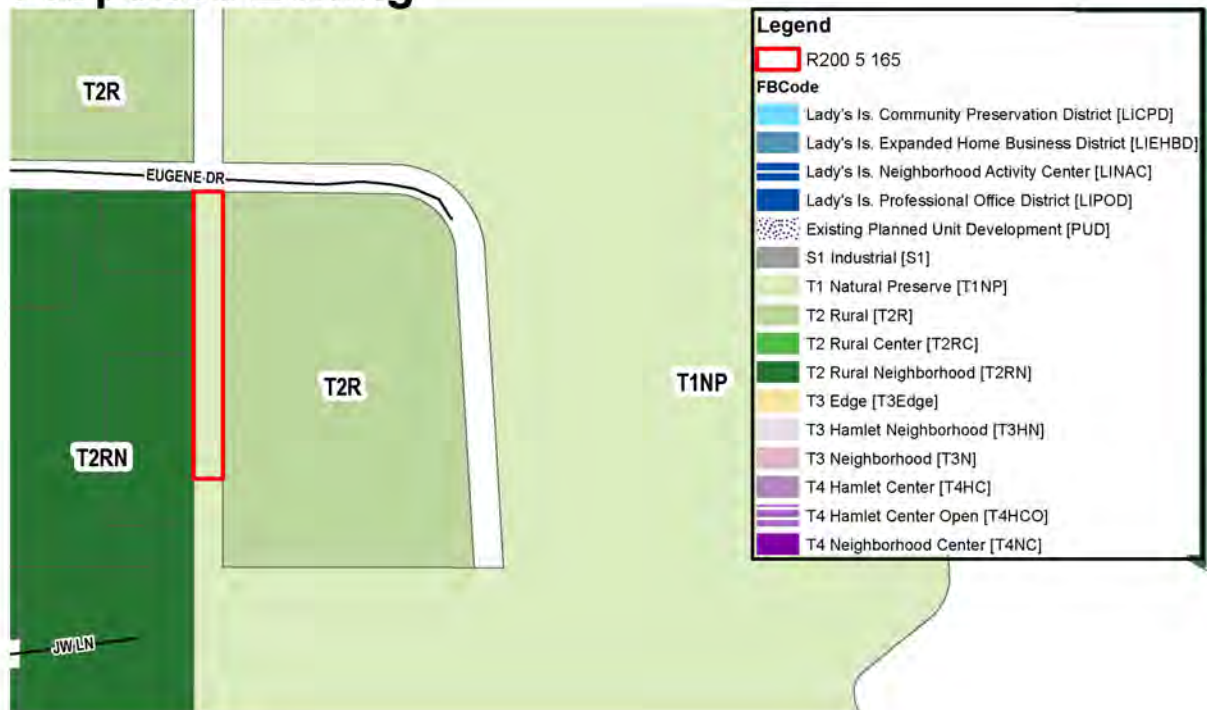 Legend
R200 5 165
FBCode
Lady's Is. Community Preservation District [LICPD]
Lady's Is. Expanded Home Business District [LIEHBD]
Lady's Is. Neighborhood Activity Center [LINAC]
Lady's Is. Professional Office District [LIPOD]
Existing Planned Unit Development [PUD]
S1 Industrial [S1]
T1 Natural Preserve [T1NP]
T2 Rural [T2R]
T2 Rural Center [T2RC]
T2 Rural Neighborhood [T2RN]
T3 Edge [T3Edge]
T3 Hamlet Neighborhood [T3HN]
T3 Neighborhood [T3N]
T4 Hamlet Center [T4HC]
T4 Hamlet Center Open [T4HCO]
T4 Neighborhood Center [T4NC]
T2R
EUGENE DR
T2R
T1NP
T2RN
JW LN